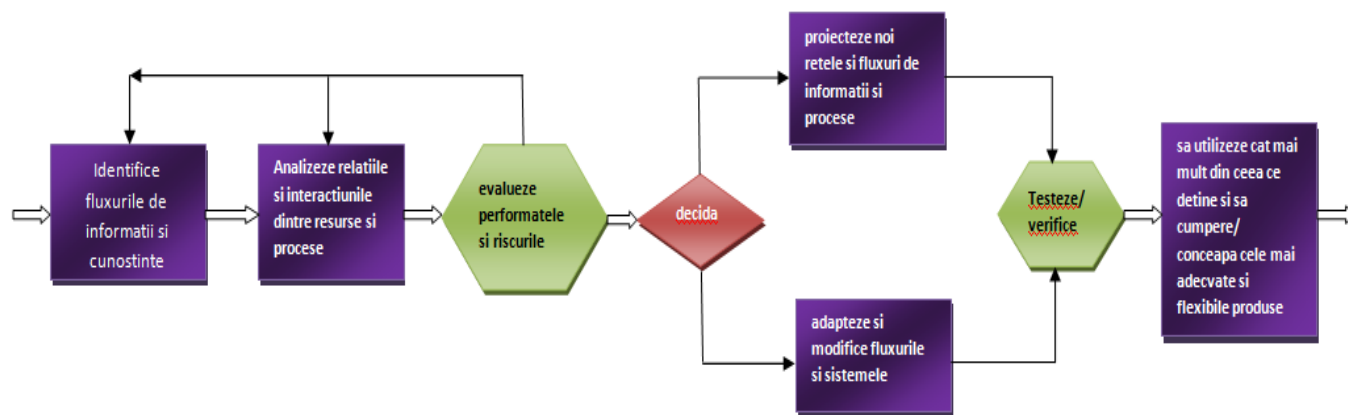 Identifice
fluxurile de
informatii si
cunostinte
Analizeze relatiile
si interactiunile
dintre resurse si
procese
evalueze
performatele
si riscurile
decida
proiecteze noi
retele si fluxuri de
informatii si
procese
adapteze si
modifice fluxurile
si sistemele
Testeze/
verifice
sa utilizeze cat mai
mult din ceea ce
detine si sa
cumpere/
conceapa cele mai
adecvate si
flexibile produse